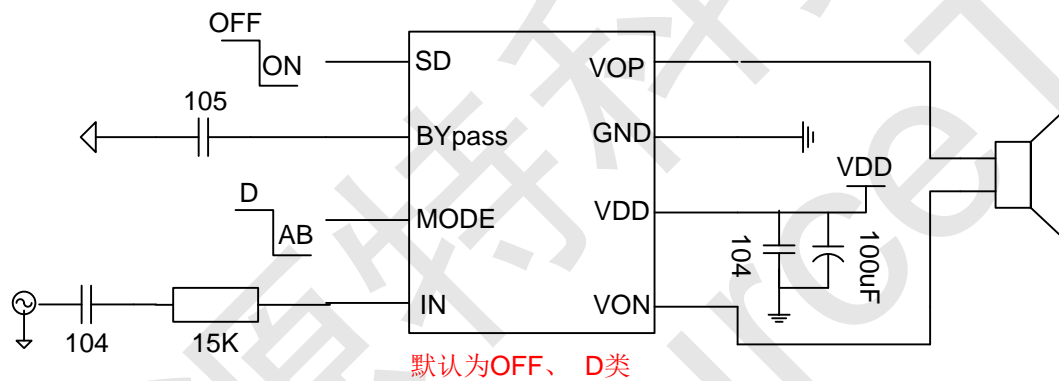 OFF
ON
SD
VOP
105
BYpass
GND
D
AB
MODE
VDD
VDD
104
100uF
IN
VON
104
15K
默认为OFF、 D类